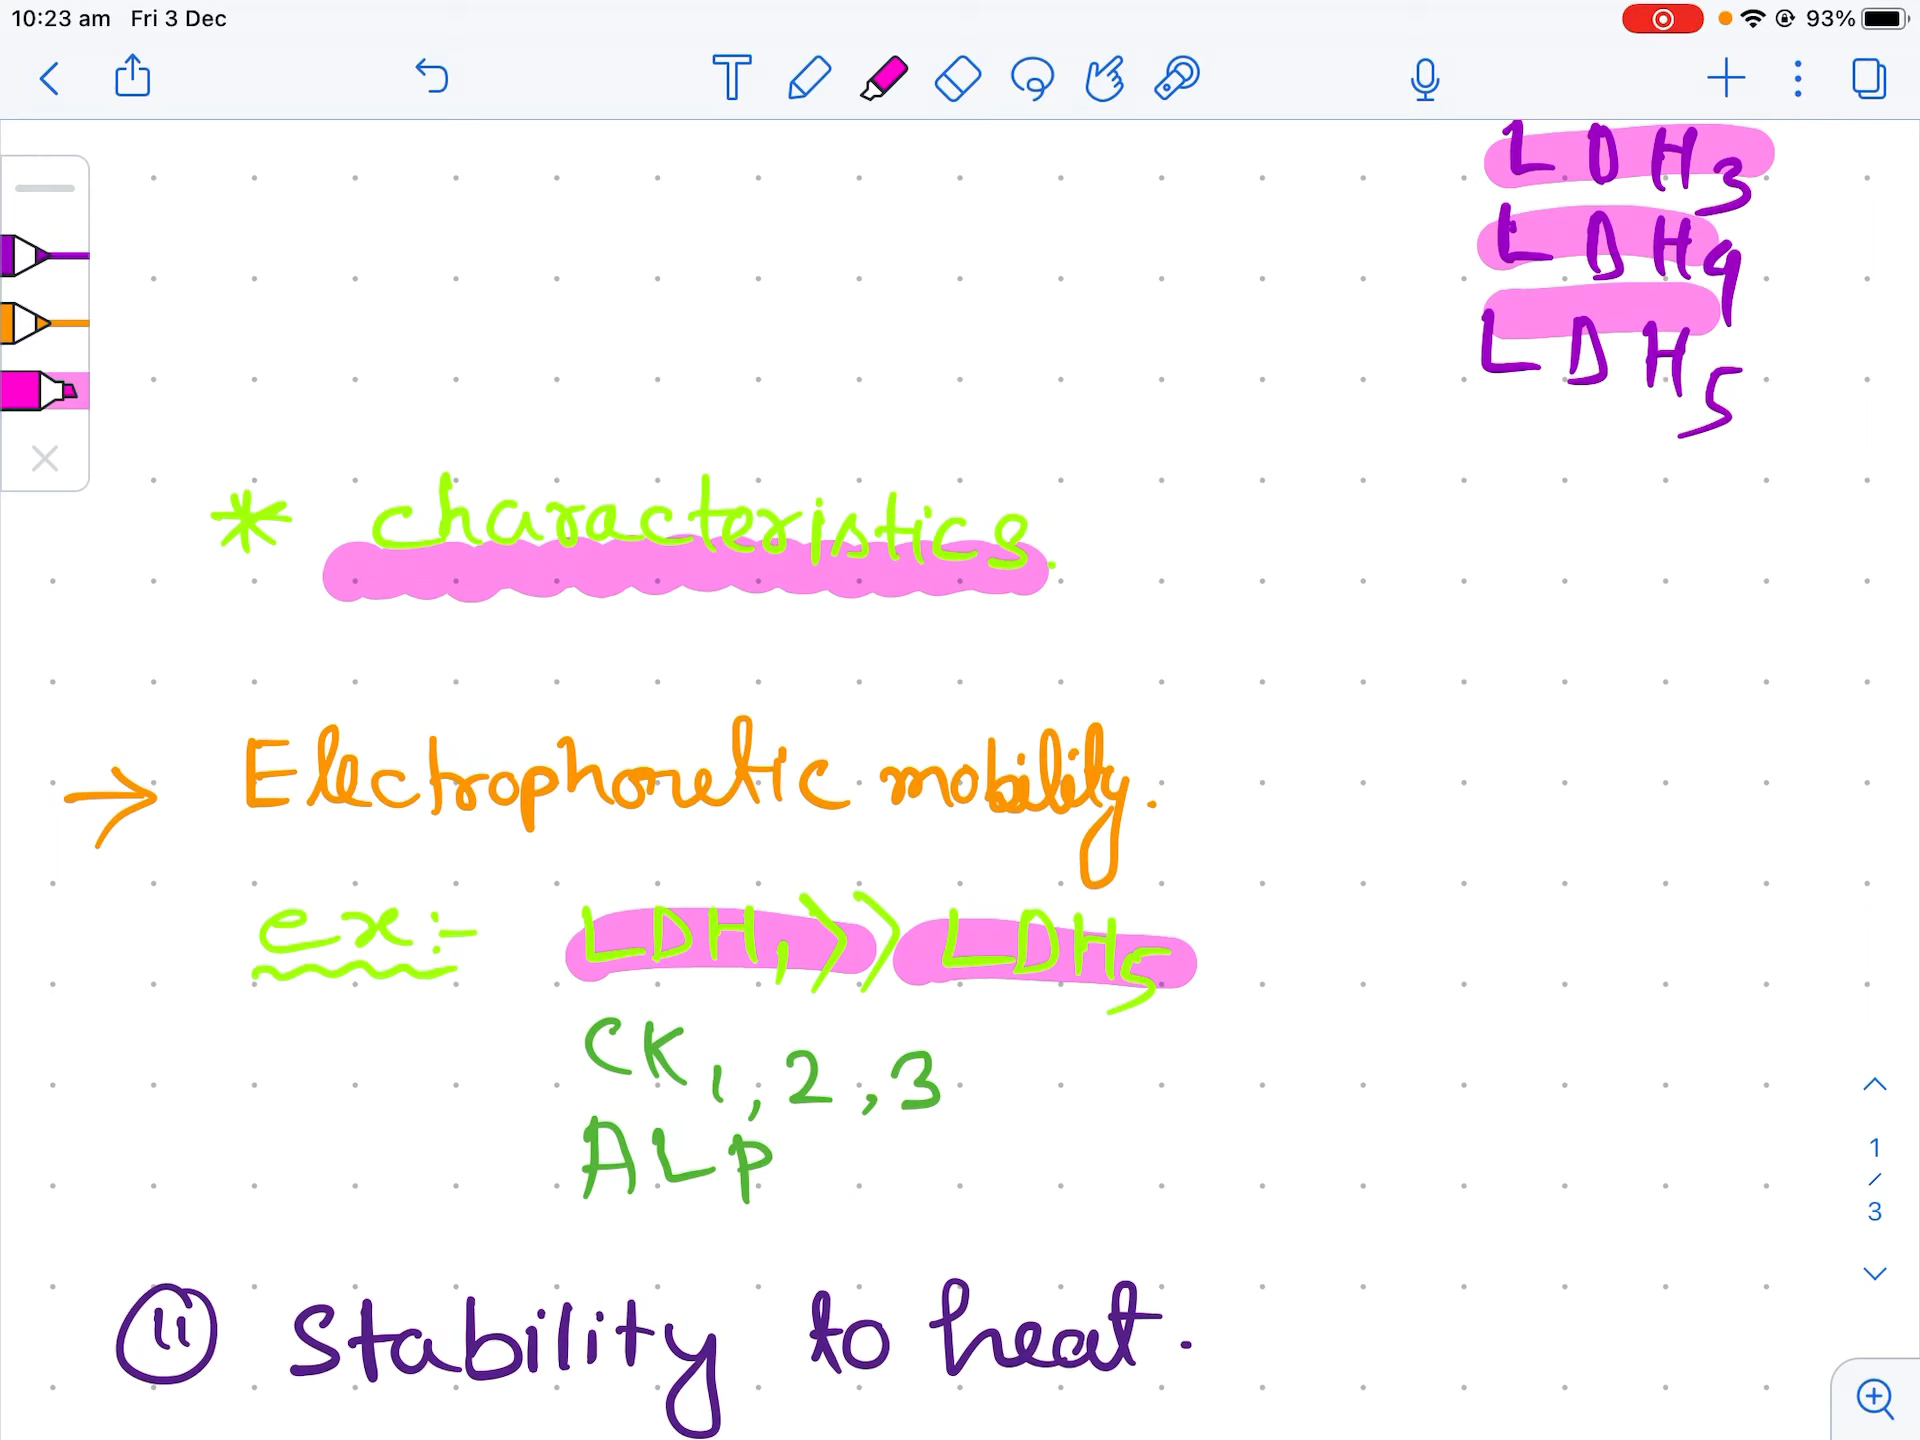 10:23 am Fri 3 Dec
93%
LDH3
LDH4
LDH5
* characteristics.
→ Electrophoretic mobility.
ex:- LDH1 >> LDH5
CK1, 2, 3
ALP
(ii) Stability to heat.
1
/
3